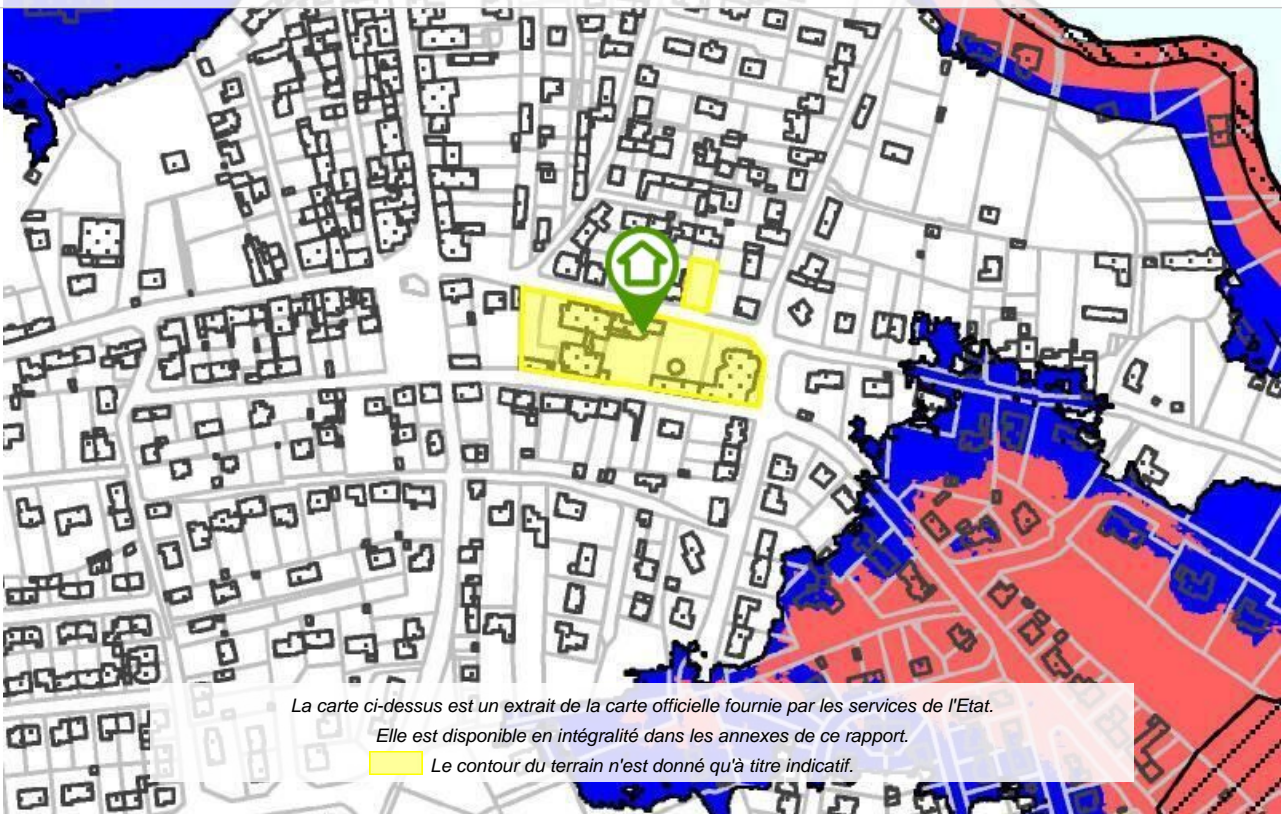 La carte ci-dessus est un extrait de la carte officielle fournie par les services de l'Etat.
Elle est disponible en intégralité dans les annexes de ce rapport.
Le contour du terrain n'est donné qu'à titre indicatif.